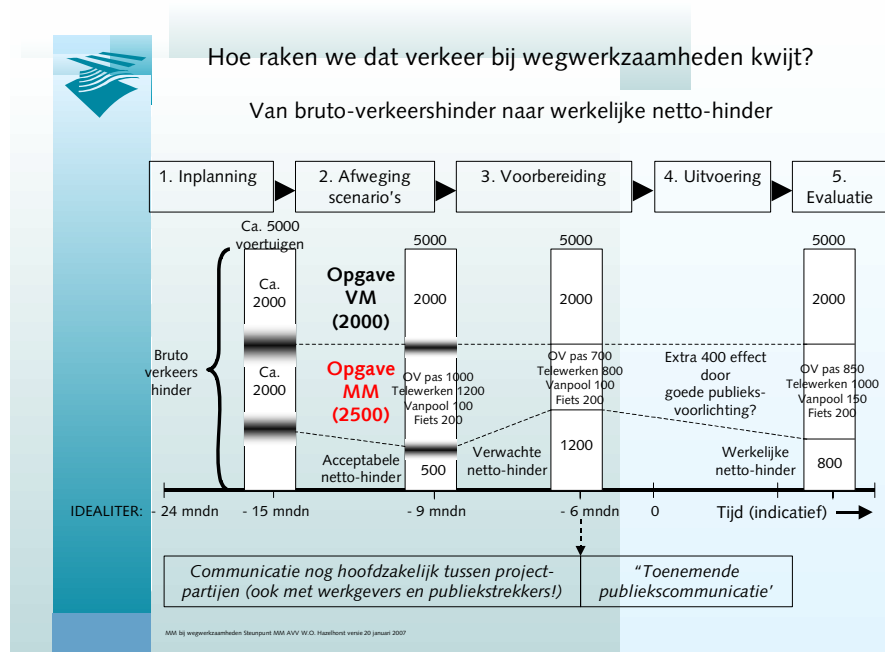 Hoe raken we dat verkeer bij wegwerkzaamheden kwijt?
Van bruto-verkeershinder naar werkelijke netto-hinder
1. Inplanning
2. Afweging
scenario's
3. Voorbereiding
4. Uitvoering
5.
Evaluatie
Ca. 5000
voertuigen
5000
5000
5000
Ca.
2000
Opgave
VM
(2000)
2000
2000
2000
Bruto
verkeers
hinder
Ca.
2000
Opgave
MM
(2500)
OV pas 1000
Telewerken 1200
Vanpool 100
Fiets 200
OV pas 700
Telewerken 800
Vanpool 100
Fiets 200
Extra 400 effect
door
goede publieks-
voorlichting?
OV pas 850
Telewerken 1000
Vanpool 150
Fiets 200
Acceptabele
netto-hinder
500
Verwachte
netto-hinder
1200
Werkelijke
netto-hinder
800
IDEALITER:
- 24 mndn
- 15 mndn
- 9 mndn
- 6 mndn
0
Tijd (indicatief)
Communicatie nog hoofdzakelijk tussen project-
partijen (ook met werkgevers en publiekstrekkers!)
“Toenemende
publiekscommunicatie’
MM bij wegwerkzaamheden Steunpunt MM AVV W.O. Hazelhorst versie 20 januari 2007